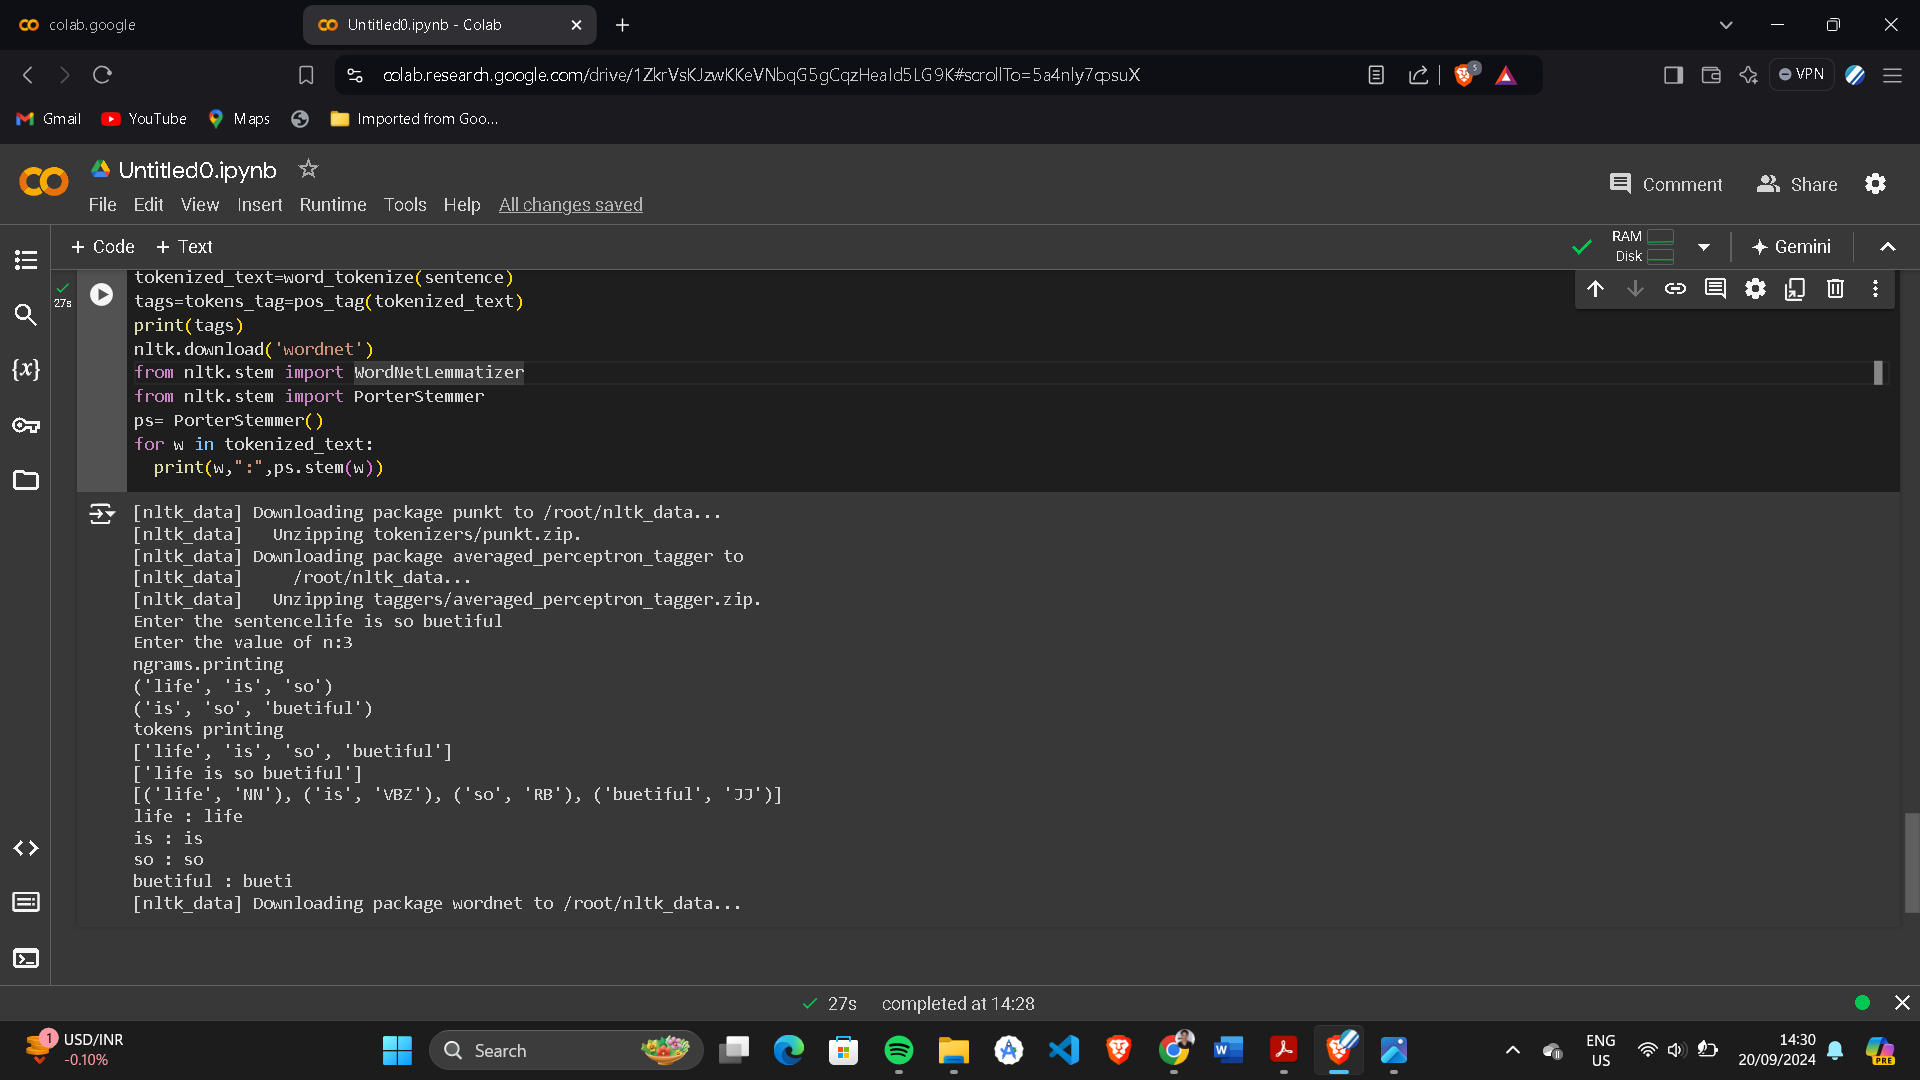 colab.google
Untitled0.ipynb - Colab
colab.research.google.com/drive/1ZkrVsKJzwKKeVNbqG5gCqzHeaId5LG9K#scrollTo=5a4nly7qpsuX
5
VPN
Gmail
YouTube
Maps
Imported from Goo...
Untitled0.ipynb
Comment
Share
File Edit View Insert Runtime Tools Help All changes saved
+ Code + Text
RAM
Disk
Gemini
27s
tokenized_text=word_tokenize(sentence)
tags=tokens_tag=pos_tag(tokenized_text)
print(tags)
nltk.download('wordnet')
from nltk.stem import WordNetLemmatizer
from nltk.stem import PorterStemmer
ps= PorterStemmer()
for w in tokenized_text:
  print(w,":",ps.stem(w))
{x}
[nltk_data] Downloading package punkt to /root/nltk_data...
[nltk_data]   Unzipping tokenizers/punkt.zip.
[nltk_data] Downloading package averaged_perceptron_tagger to
[nltk_data]     /root/nltk_data...
[nltk_data]   Unzipping taggers/averaged_perceptron_tagger.zip.
Enter the sentencelife is so buetiful
Enter the value of n:3
ngrams.printing
('life', 'is', 'so')
('is', 'so', 'buetiful')
tokens printing
['life', 'is', 'so', 'buetiful']
['life is so buetiful']
[('life', 'NN'), ('is', 'VBZ'), ('so', 'RB'), ('buetiful', 'JJ')]
life : life
is : is
so : so
buetiful : bueti
[nltk_data] Downloading package wordnet to /root/nltk_data...
27s completed at 14:28
1
USD/INR
-0.10%
Search
ENG
US
14:30
20/09/2024
PRE